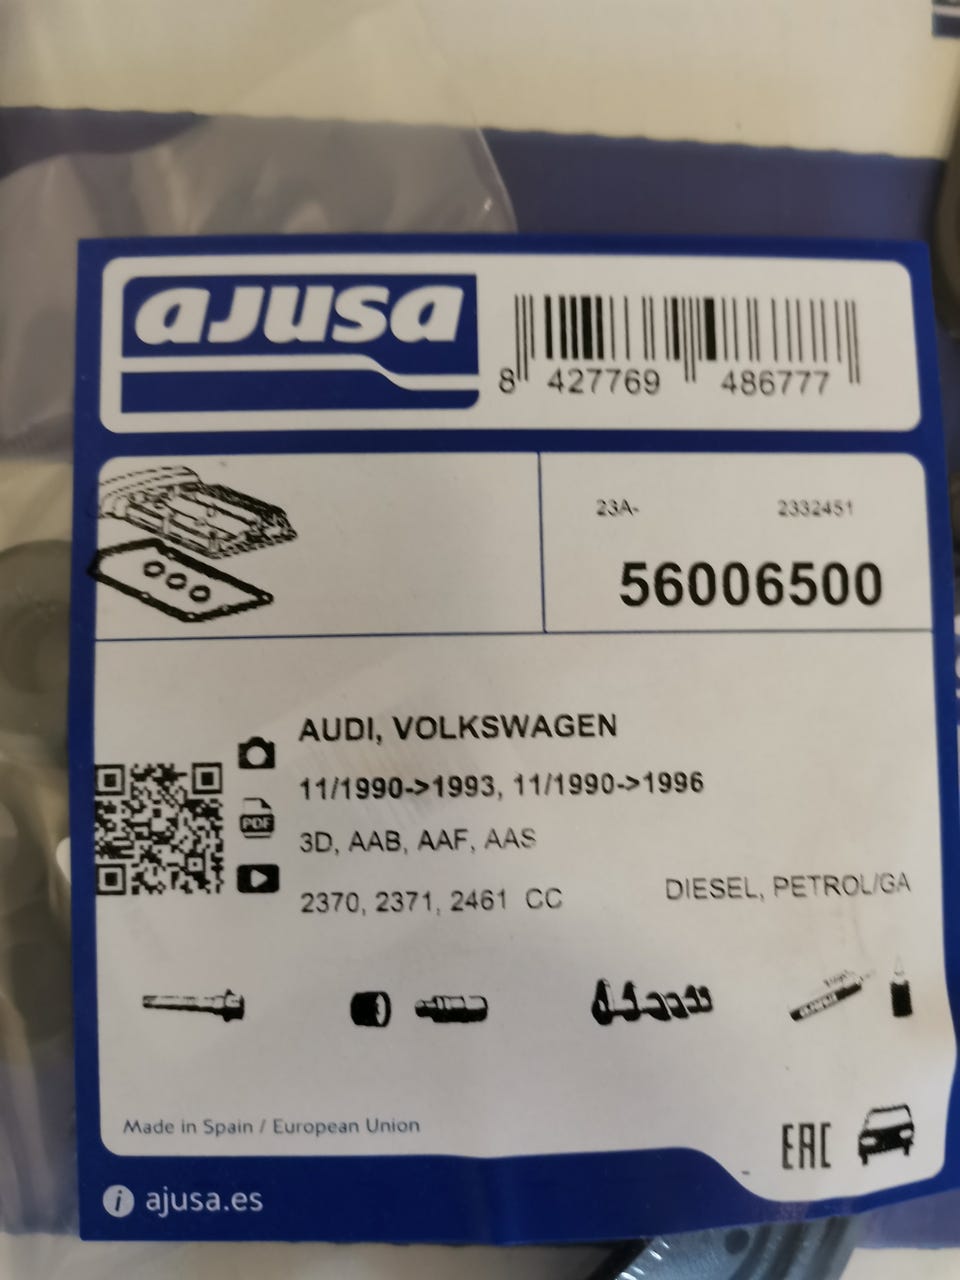 ajusa
8 427769 486777
23A- 2332451
56006500
AUDI, VOLKSWAGEN
11/1990->1993, 11/1990->1996
PDF
3D, AAB, AAF, AAS
2370, 2371, 2461 CC DIESEL, PETROL/GA
Made in Spain / European Union
EAC
i ajusa.es